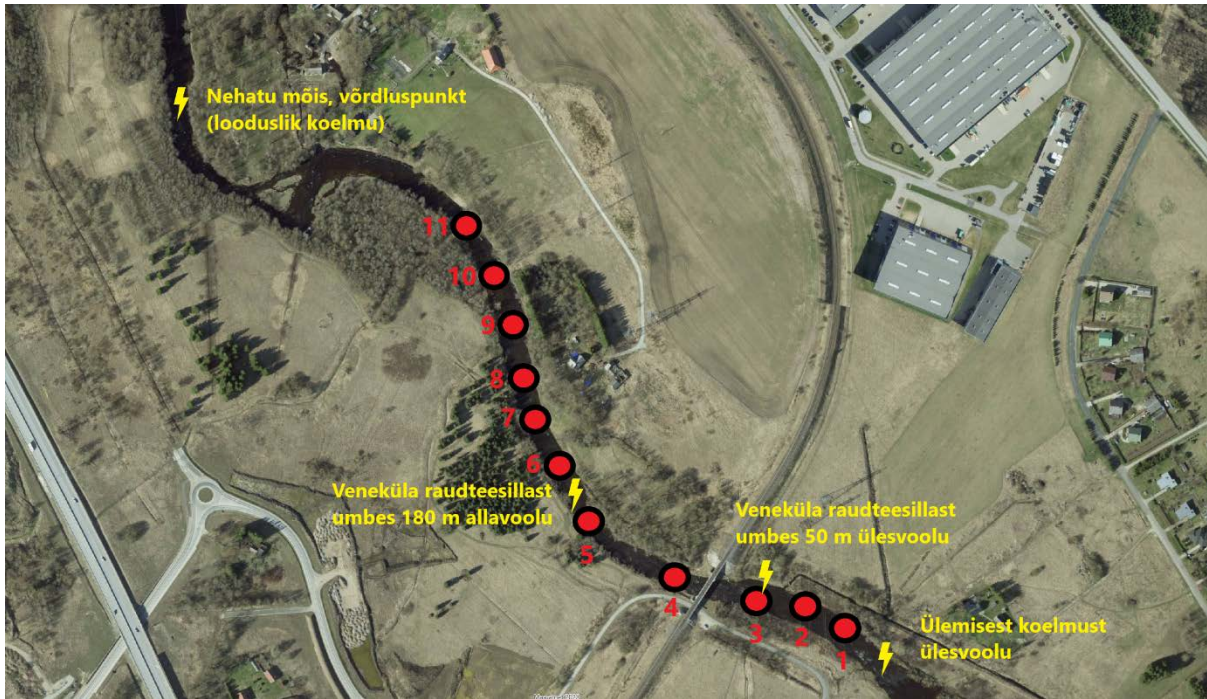 Nehatu mõis, võrdluspunkt
(looduslik koelmu)
11
10
9
8
7
6
Veneküla raudteesillast
umbes 180 m allavoolu
5
Veneküla raudteesillast
umbes 50 m ülesvoolu
4
3
2
1
Ülemisest koelmust
ülesvoolu